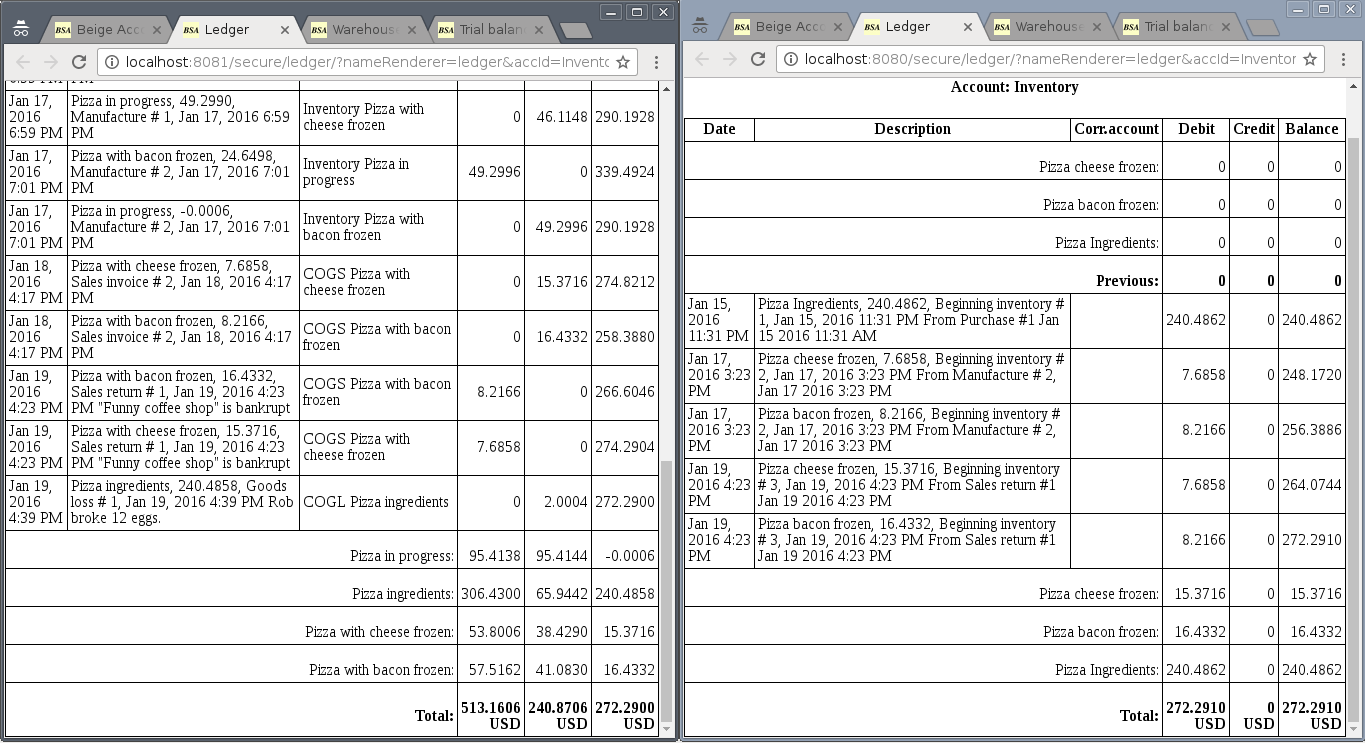 BSA Beige Acc
BSA Ledger
BSA Warehouse
BSA Trial balan
localhost:8081/secure/ledger/?nameRenderer=ledger&accId=Invento
Jan 17, 2016 6:59 PM
Pizza in progress, 49.2990,
Manufacture # 1, Jan 17, 2016 6:59
PM
Inventory Pizza with
cheese frozen
0 46.1148 290.1928
Jan 17, 2016 7:01 PM
Pizza with bacon frozen, 24.6498,
Manufacture # 2, Jan 17, 2016 7:01
PM
Inventory Pizza in
progress
49.2996 0 339.4924
Jan 17, 2016 7:01 PM
Pizza in progress, -0.0006,
Manufacture # 2, Jan 17, 2016 7:01
PM
Inventory Pizza with
bacon frozen
0 49.2996 290.1928
Jan 18, 2016 4:17 PM
Pizza with cheese frozen, 7.6858,
Sales invoice # 2, Jan 18, 2016 4:17
PM
COGS Pizza with
cheese frozen
0 15.3716 274.8212
Jan 18, 2016 4:17 PM
Pizza with bacon frozen, 8.2166,
Sales invoice # 2, Jan 18, 2016 4:17
PM
COGS Pizza with bacon
frozen
0 16.4332 258.3880
Jan 19, 2016 4:23 PM
Pizza with bacon frozen, 16.4332,
Sales return # 1, Jan 19, 2016 4:23
PM "Funny coffee shop" is bankrupt
COGS Pizza with bacon
frozen
8.2166 0 266.6046
Jan 19, 2016 4:23 PM
Pizza with cheese frozen, 15.3716,
Sales return # 1, Jan 19, 2016 4:23
PM "Funny coffee shop" is bankrupt
COGS Pizza with
cheese frozen
7.6858 0 274.2904
Jan 19, 2016 4:39 PM
Pizza ingredients, 240.4858, Goods
loss # 1, Jan 19, 2016 4:39 PM Rob
broke 12 eggs.
COGL Pizza ingredients
0 2.0004 272.2900
Pizza in progress: 95.4138 95.4144 -0.0006
Pizza ingredients: 306.4300 65.9442 240.4858
Pizza with cheese frozen: 53.8006 38.4290 15.3716
Pizza with bacon frozen: 57.5162 41.0830 16.4332
Total: 513.1606 240.8706 272.2900
USD USD USD
BSA Beige Acc
BSA Ledger
BSA Warehouse
BSA Trial balan
localhost:8080/secure/ledger/?nameRenderer=ledger&accId=Inventor
Account: Inventory
Date Description Corr.account Debit Credit Balance
Pizza cheese frozen: 0 0 0
Pizza bacon frozen: 0 0 0
Pizza Ingredients: 0 0 0
Previous: 0 0 0
Jan 15, 2016 11:31 PM
Pizza Ingredients, 240.4862, Beginning inventory #
1, Jan 15, 2016 11:31 PM From Purchase #1 Jan
15 2016 11:31 AM
240.4862 0 240.4862
Jan 17, 2016 3:23 PM
Pizza cheese frozen, 7.6858, Beginning inventory #
2, Jan 17, 2016 3:23 PM From Manufacture # 2,
Jan 17 2016 3:23 PM
7.6858 0 248.1720
Jan 17, 2016 3:23 PM
Pizza bacon frozen, 8.2166, Beginning inventory #
2, Jan 17, 2016 3:23 PM From Manufacture # 2,
Jan 17 2016 3:23 PM
8.2166 0 256.3886
Jan 19, 2016 4:23 PM
Pizza cheese frozen, 15.3716, Beginning inventory
# 3, Jan 19, 2016 4:23 PM From Sales return #1
Jan 19 2016 4:23 PM
7.6858 0 264.0744
Jan 19, 2016 4:23 PM
Pizza bacon frozen, 16.4332, Beginning inventory
# 3, Jan 19, 2016 4:23 PM From Sales return #1
Jan 19 2016 4:23 PM
8.2166 0 272.2910
Pizza cheese frozen: 15.3716 0 15.3716
Pizza bacon frozen: 16.4332 0 16.4332
Pizza Ingredients: 240.4862 0 240.4862
Total: 272.2910 0 272.2910
USD USD USD